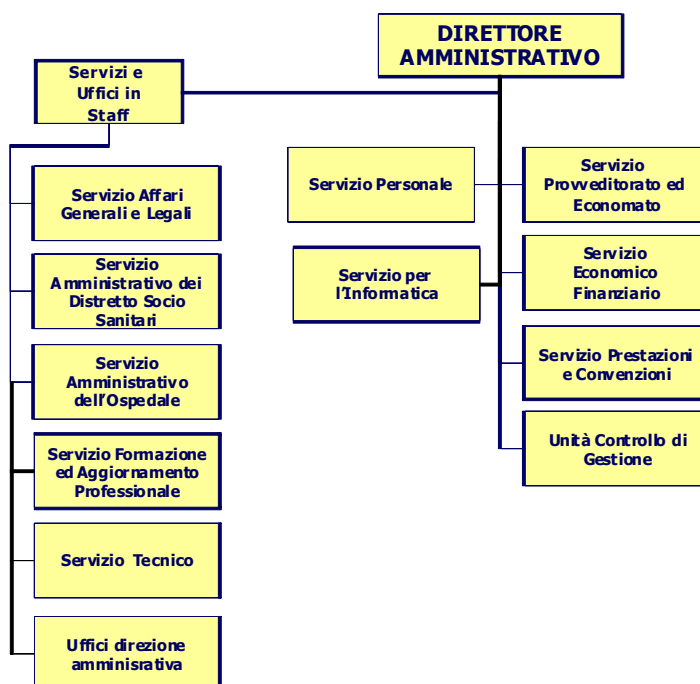 DIRETTORE
AMMINISTRATIVO
Servizi e
Uffici in
Staff
Servizio Affari
Generali e Legali
Servizio
Amministrativo dei
Distretto Socio
Sanitari
Servizio
Amministrativo
dell'Ospedale
Servizio Formazione
ed Aggiornamento
Professionale
Servizio Tecnico
Uffici direzione
amminisrativa
Servizio Personale
Servizio per
l'Informatica
Servizio
Provveditorato ed
Economato
Servizio
Economico
Finanziario
Servizio Prestazioni
e Convenzioni
Unità Controllo di
Gestione